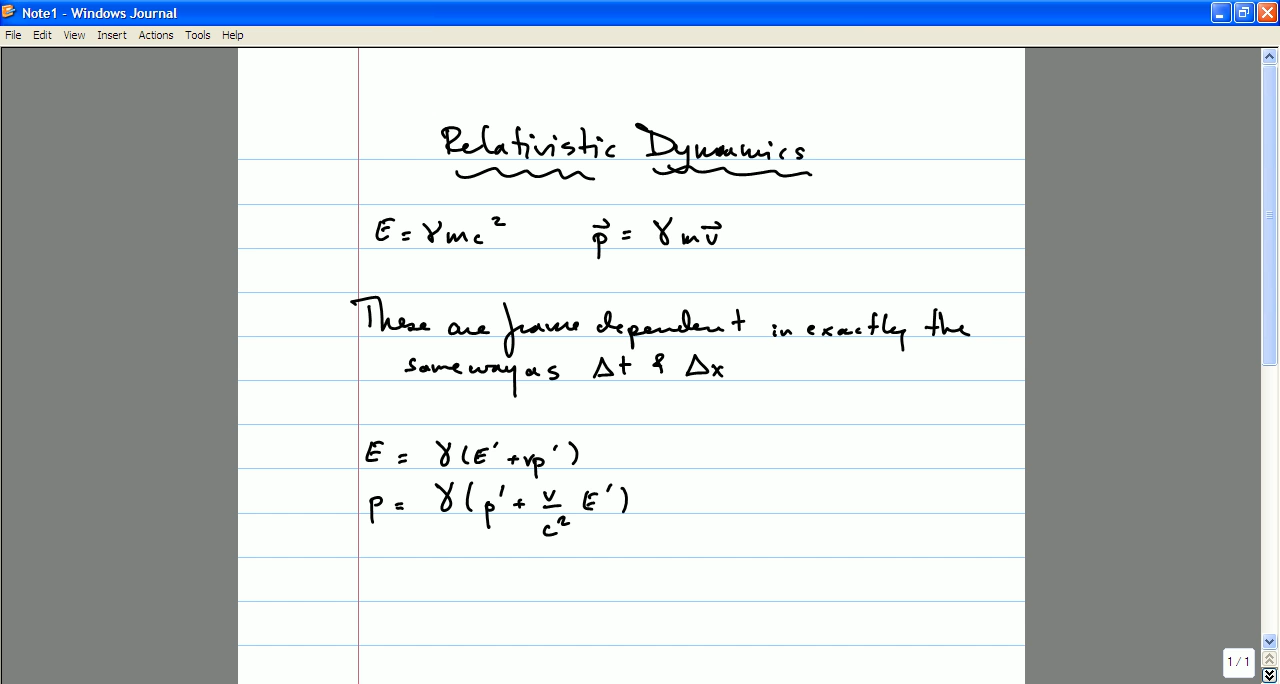 Note1 - Windows Journal
File Edit View Insert Actions Tools Help
Relativistic Dynamics
E = γmc² p⃗ = γmv⃗
These are frame dependent in exactly the
same way as Δt & Δx
E = γ(E′ + vp′)
p = γ(p′ + v/c² E′)
1 / 1